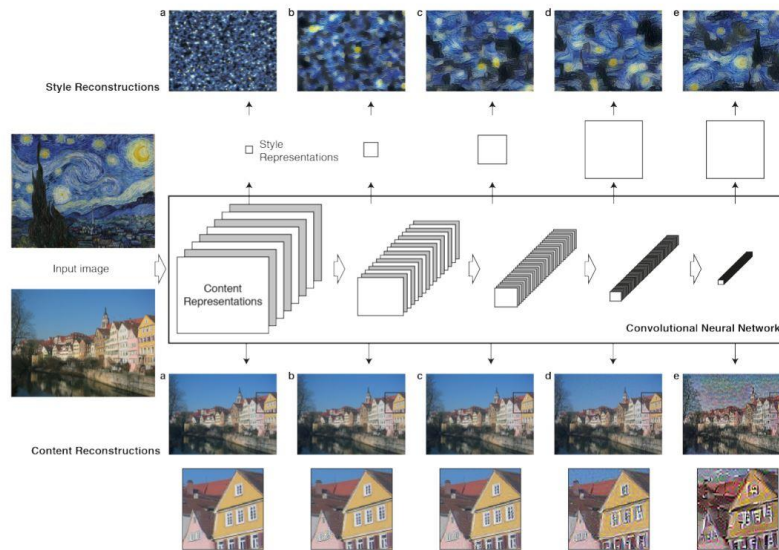 a b c d e
Style Reconstructions
Style
Representations
Input image
Content
Representations
Convolutional Neural Network
a b c d e
Content Reconstructions